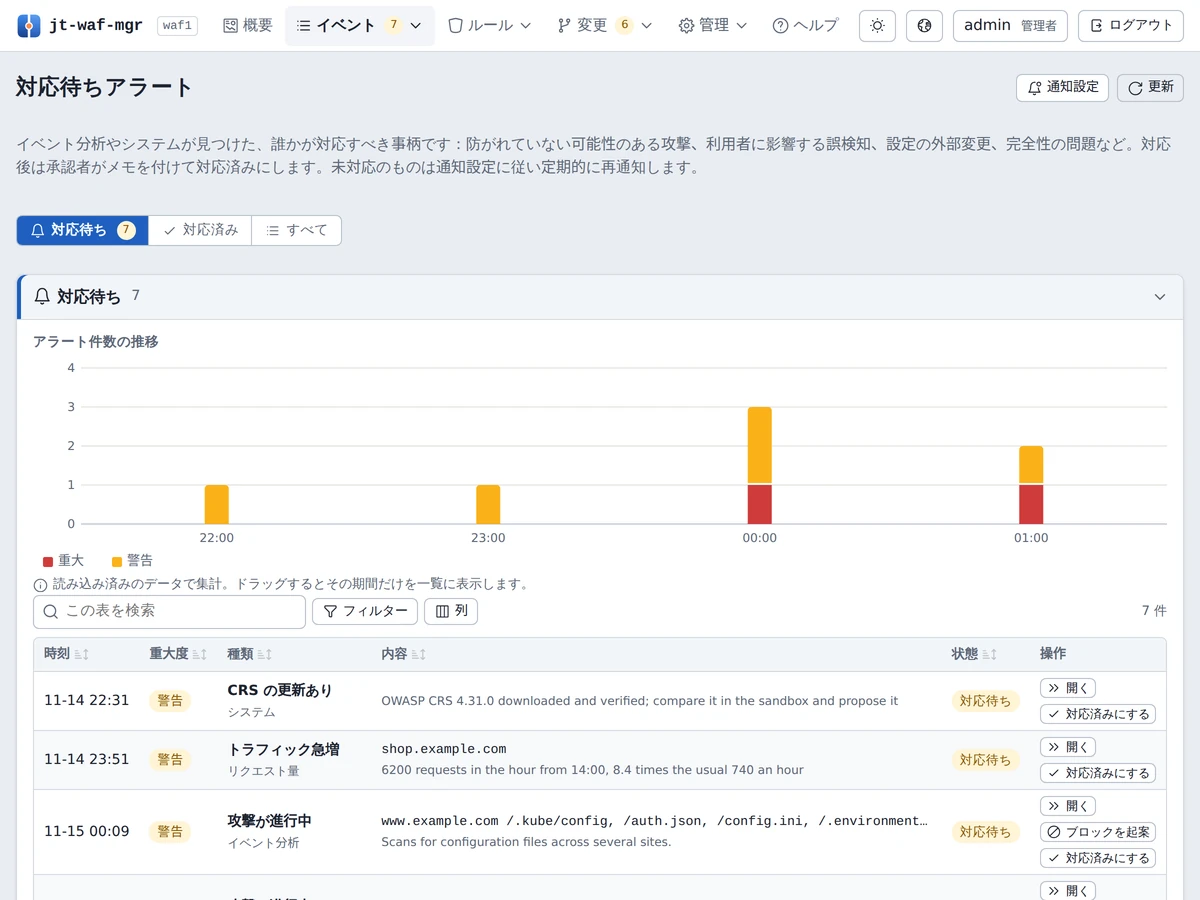 jt-waf-mgr waf1 概要 イベント 7 ルール 変更 6 管理 ヘルプ admin 管理者 ログアウト
対応待ちアラート
通知設定 更新
イベント分析やシステムが見つけた、誰かが対応すべき事柄です：防がれていない可能性のある攻撃、利用者に影響する誤検知、設定の外部変更、完全性の問題など。対応
後は承認者がメモを付けて対応済みにします。未対応のものは通知設定に従い定期的に再通知します。
対応待ち 7 対応済み すべて
対応待ち 7
アラート件数の推移
4
3
2
1
0
22:00 23:00 00:00 01:00
重大 警告
読み込み済みのデータで集計。ドラッグするとその期間だけを一覧に表示します。
この表を検索 フィルター 列 7 件
時刻 重大度 種類 内容 状態 操作
11-14 22:31 警告 CRS の更新あり システム OWASP CRS 4.31.0 downloaded and verified; compare it in the sandbox and propose it 対応待ち 開く 対応済みにする
11-14 23:51 警告 トラフィック急増 リクエスト量 shop.example.com 6200 requests in the hour from 14:00, 8.4 times the usual 740 an hour 対応待ち 開く 対応済みにする
11-15 00:09 警告 攻撃が進行中 イベント分析 www.example.com /.kube/config, /auth.json, /config.ini, /.environment… Scans for configuration files across several sites. 対応待ち 開く ブロックを起案 対応済みにする
開く